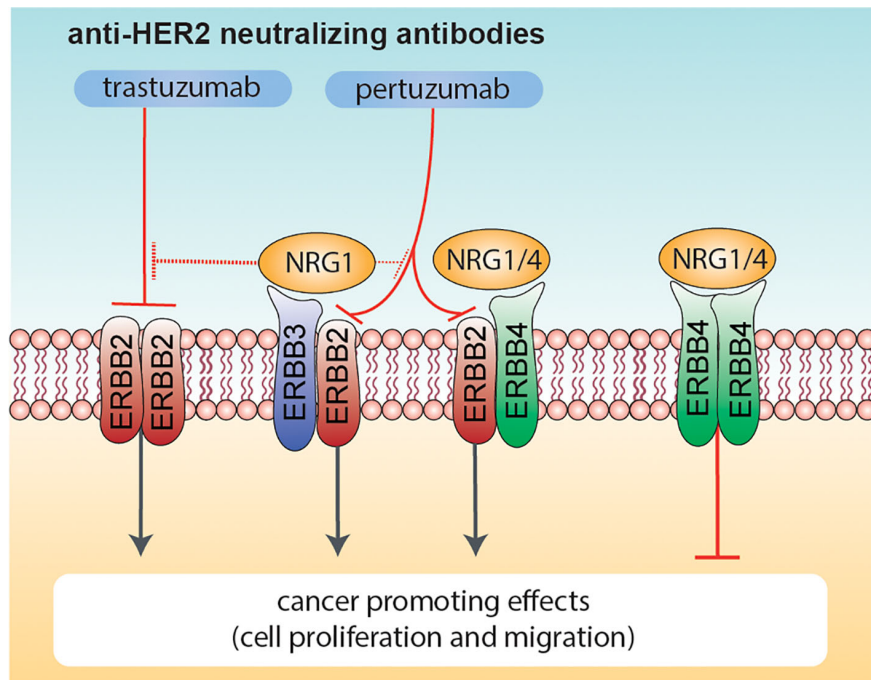 anti-HER2 neutralizing antibodies
trastuzumab
pertuzumab
NRG1
NRG1/4
NRG1/4
ERBB2
ERBB2
ERBB3
ERBB2
ERBB2
ERBB4
ERBB4
ERBB4
cancer promoting effects
(cell proliferation and migration)